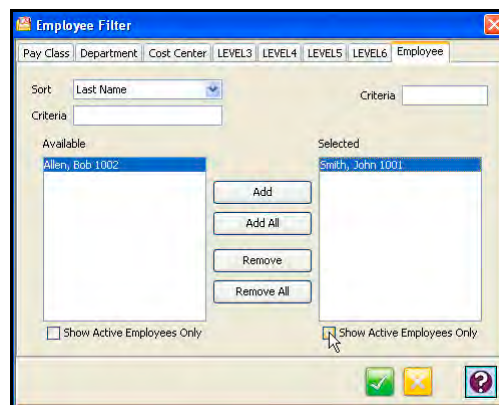 Employee Filter
Pay Class Department Cost Center LEVEL3 LEVEL4 LEVEL5 LEVEL6 Employee
Sort Last Name
Criteria
Criteria
Available
Selected
Allen, Bob 1002
Smith, John 1001
Add
Add All
Remove
Remove All
Show Active Employees Only
Show Active Employees Only
?